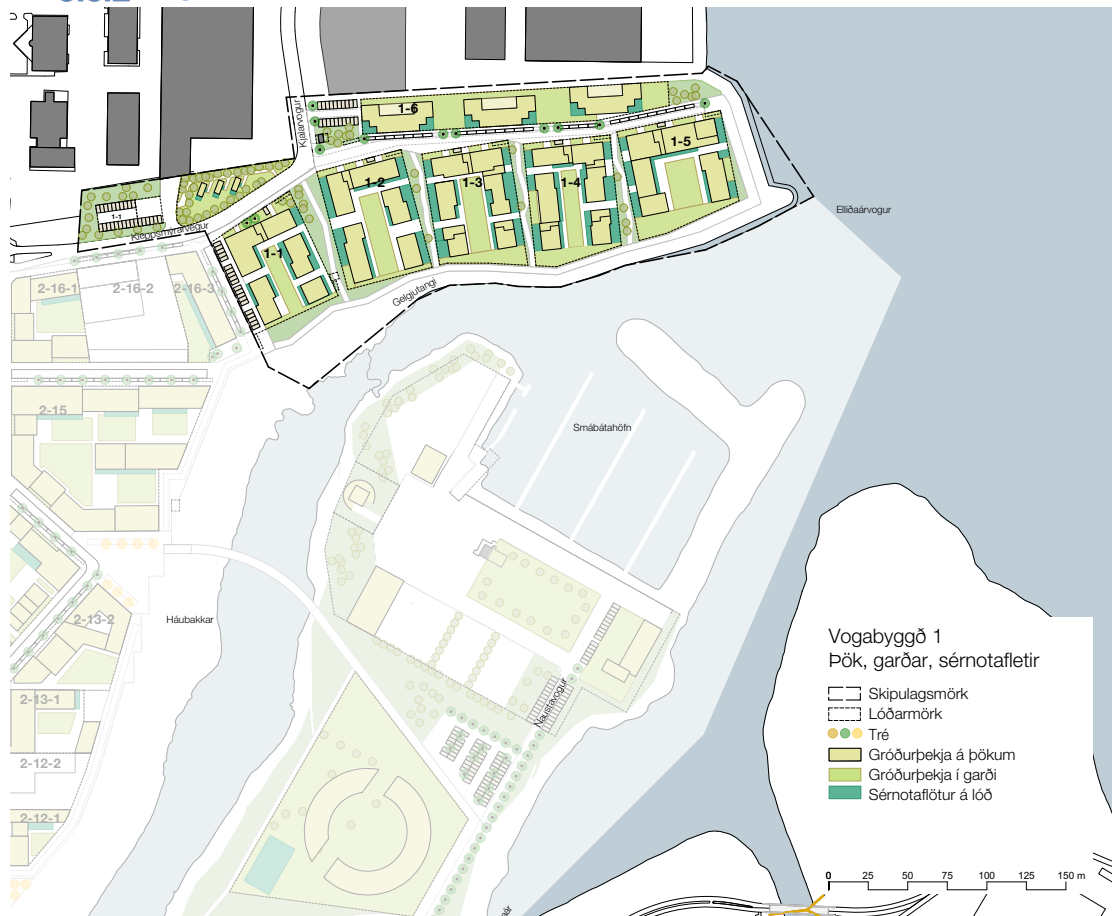 Kjalarvogur
1-6
1-5
1-2
1-3
1-4
1-1
Elliðaárvogur
Kleppsmýrarvegur
1-1
2-16-1
2-16-2
2-16-3
Gelgjutangi
2-15
Smábátahöfn
Háubakkar
2-13-2
Vogabyggð 1
Þök, garðar, sérnotafletir
Skipulagsmörk
Lóðarmörk
Tré
Gróðurþekja á þökum
Gróðurþekja í garði
Sérnotaflötur á lóð
2-13-1
Naustavogur
2-12-2
2-12-1
0 25 50 75 100 125 150 m